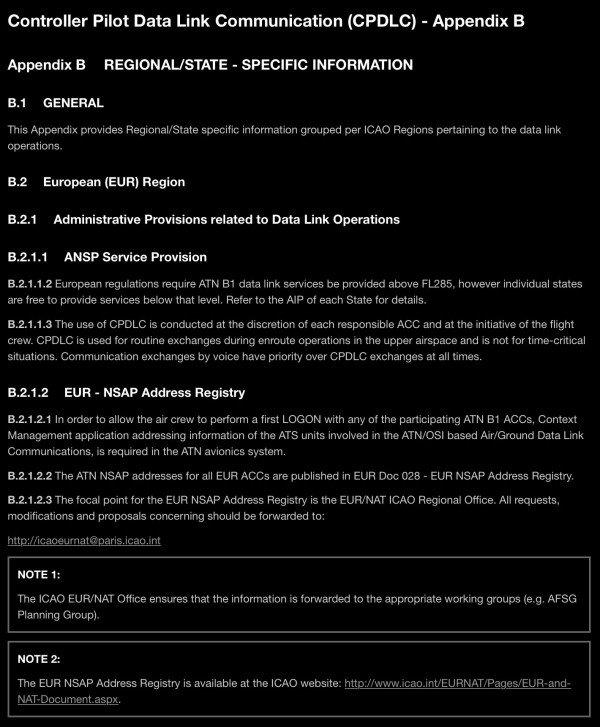 Controller Pilot Data Link Communication (CPDLC) - Appendix B
Appendix B REGIONAL/STATE - SPECIFIC INFORMATION
B.1 GENERAL
This Appendix provides Regional/State specific information grouped per ICAO Regions pertaining to the data link
operations.
B.2 European (EUR) Region
B.2.1 Administrative Provisions related to Data Link Operations
B.2.1.1 ANSP Service Provision
B.2.1.1.2 European regulations require ATN B1 data link services be provided above FL285, however individual states
are free to provide services below that level. Refer to the AIP of each State for details.
B.2.1.1.3 The use of CPDLC is conducted at the discretion of each responsible ACC and at the initiative of the flight
crew. CPDLC is used for routine exchanges during enroute operations in the upper airspace and is not for time-critical
situations. Communication exchanges by voice have priority over CPDLC exchanges at all times.
B.2.1.2 EUR - NSAP Address Registry
B.2.1.2.1 In order to allow the air crew to perform a first LOGON with any of the participating ATN B1 ACCs, Context
Management application addressing information of the ATS units involved in the ATN/OSI based Air/Ground Data Link
Communications, is required in the ATN avionics system.
B.2.1.2.2 The ATN NSAP addresses for all EUR ACCs are published in EUR Doc 028 - EUR NSAP Address Registry.
B.2.1.2.3 The focal point for the EUR NSAP Address Registry is the EUR/NAT ICAO Regional Office. All requests,
modifications and proposals concerning should be forwarded to:
http://icaoeurnat@paris.icao.int
NOTE 1:
The ICAO EUR/NAT Office ensures that the information is forwarded to the appropriate working groups (e.g. AFSG
Planning Group).
NOTE 2:
The EUR NSAP Address Registry is available at the ICAO website: http://www.icao.int/EURNAT/Pages/EUR-and-
NAT-Document.aspx.